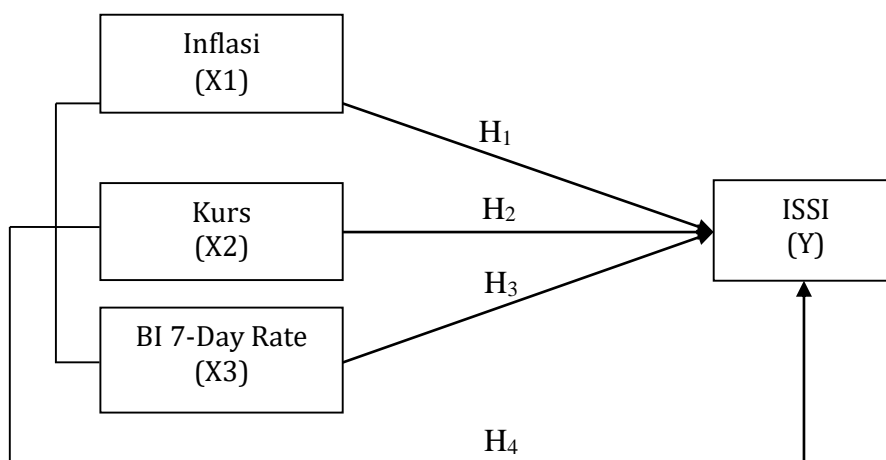 Inflasi
(X1)
H₁
Kurs
(X2)
H₂
ISSI
(Y)
H₃
BI 7-Day Rate
(X3)
H₄